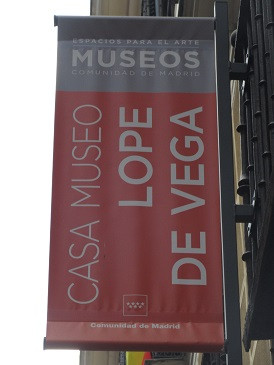 ESPACIOS PARA EL ARTE
MUSEOS
COMUNIDAD DE MADRID
CASA MUSEO
LOPE
DE VEGA
Comunidad de Madrid